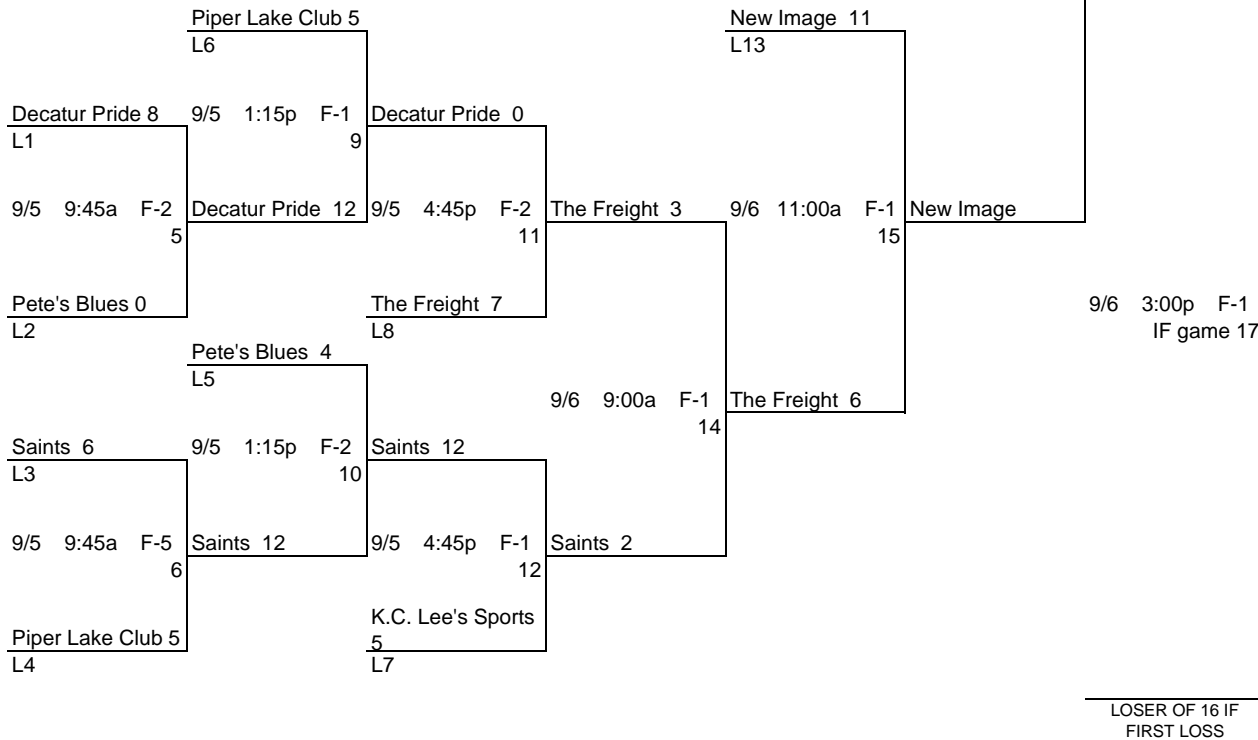 Piper Lake Club 5
New Image 11
L6
L13
Decatur Pride 8
9/5 1:15p F-1
Decatur Pride 0
L1
9
9/5 9:45a F-2
Decatur Pride 12
9/5 4:45p F-2
The Freight 3
9/6 11:00a F-1
New Image
5
11
15
Pete's Blues 0
The Freight 7
9/6 3:00p F-1
L2
L8
IF game 17
Pete's Blues 4
L5
9/6 9:00a F-1
The Freight 6
14
Saints 6
9/5 1:15p F-2
Saints 12
L3
10
9/5 9:45a F-5
Saints 12
9/5 4:45p F-1
Saints 2
6
12
K.C. Lee's Sports
5
Piper Lake Club 5
L4
L7
LOSER OF 16 IF
FIRST LOSS